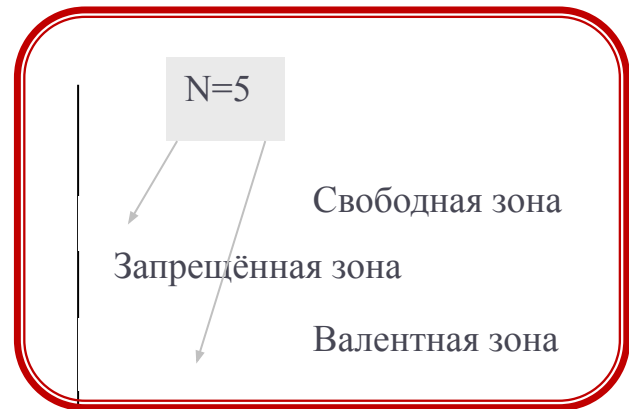 N=5
Свободная зона
Запрещённая зона
Валентная зона